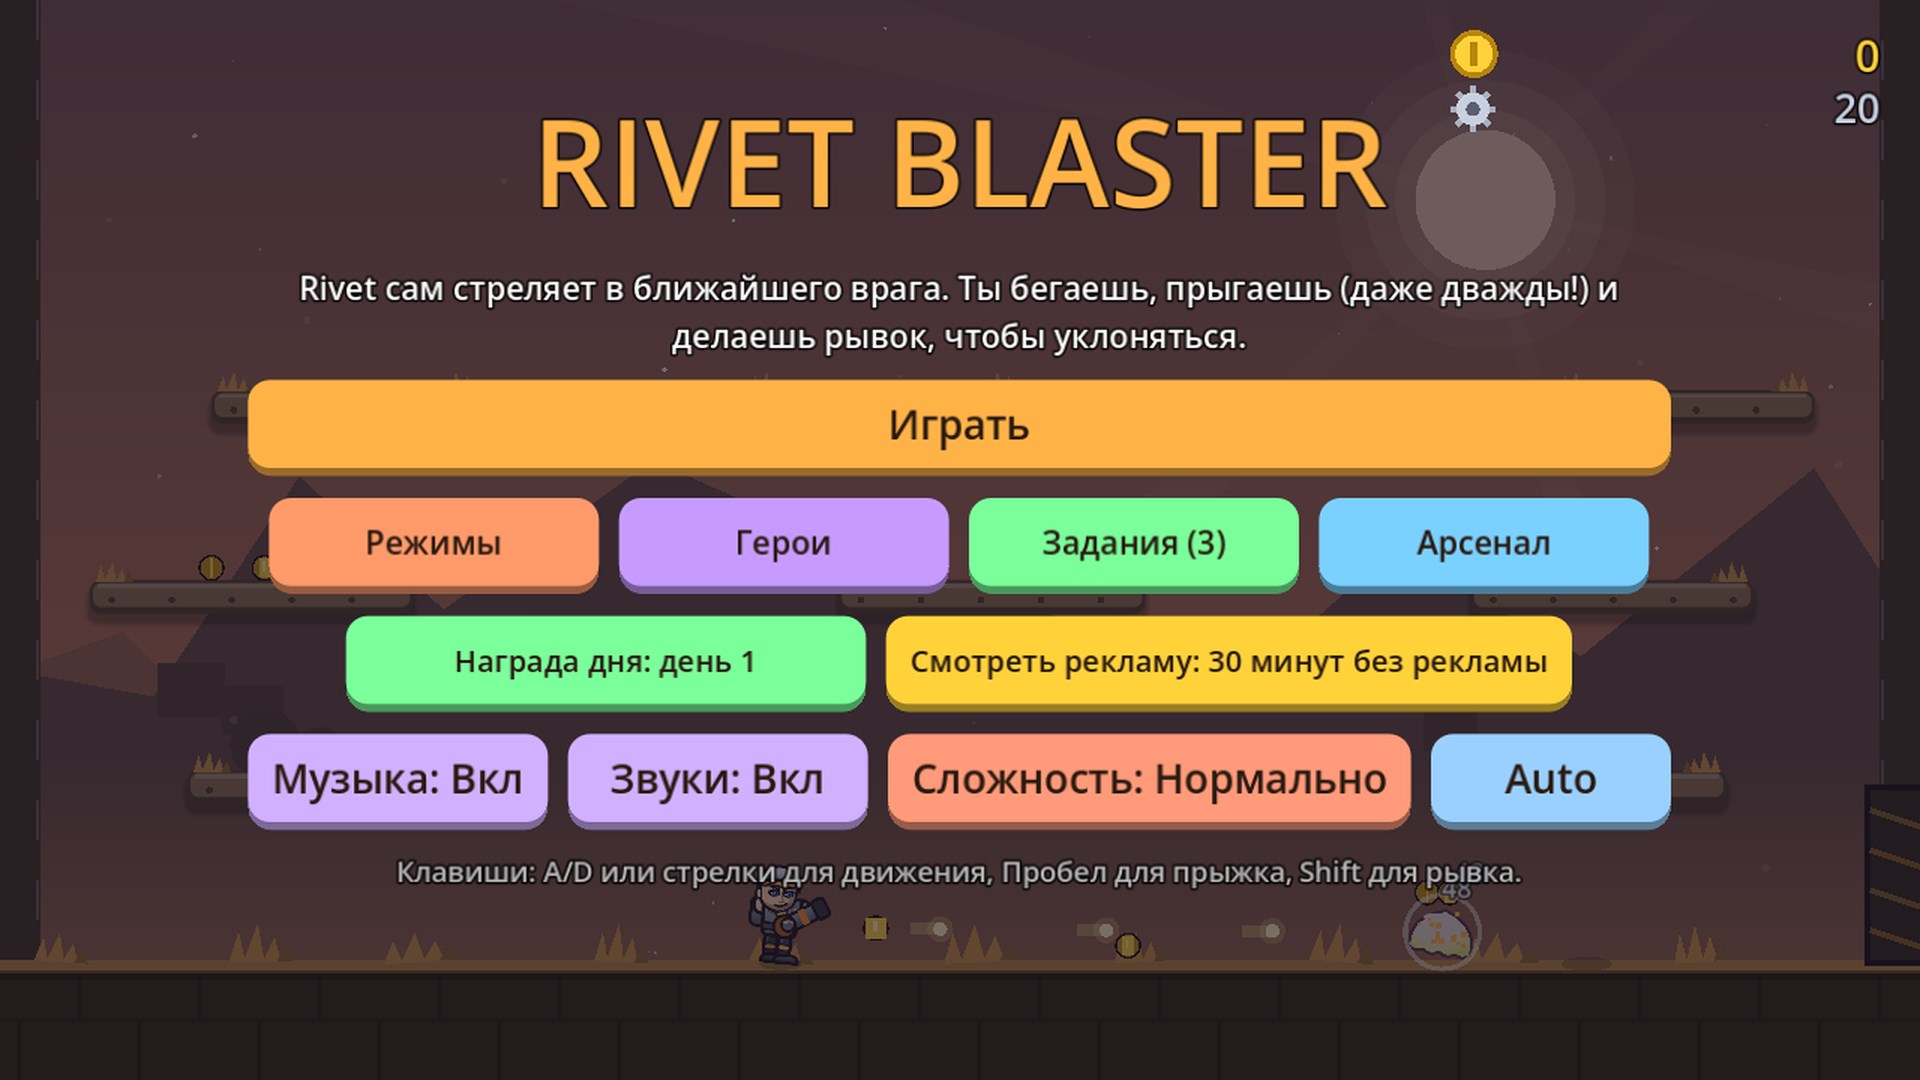 0
20
RIVET BLASTER
Rivet сам стреляет в ближайшего врага. Ты бегаешь, прыгаешь (даже дважды!) и
делаешь рывок, чтобы уклоняться.
Играть
Режимы
Герои
Задания (3)
Арсенал
Награда дня: день 1
Смотреть рекламу: 30 минут без рекламы
Музыка: Вкл
Звуки: Вкл
Сложность: Нормально
Auto
Клавиши: A/D или стрелки для движения, Пробел для прыжка, Shift для рывка.
48